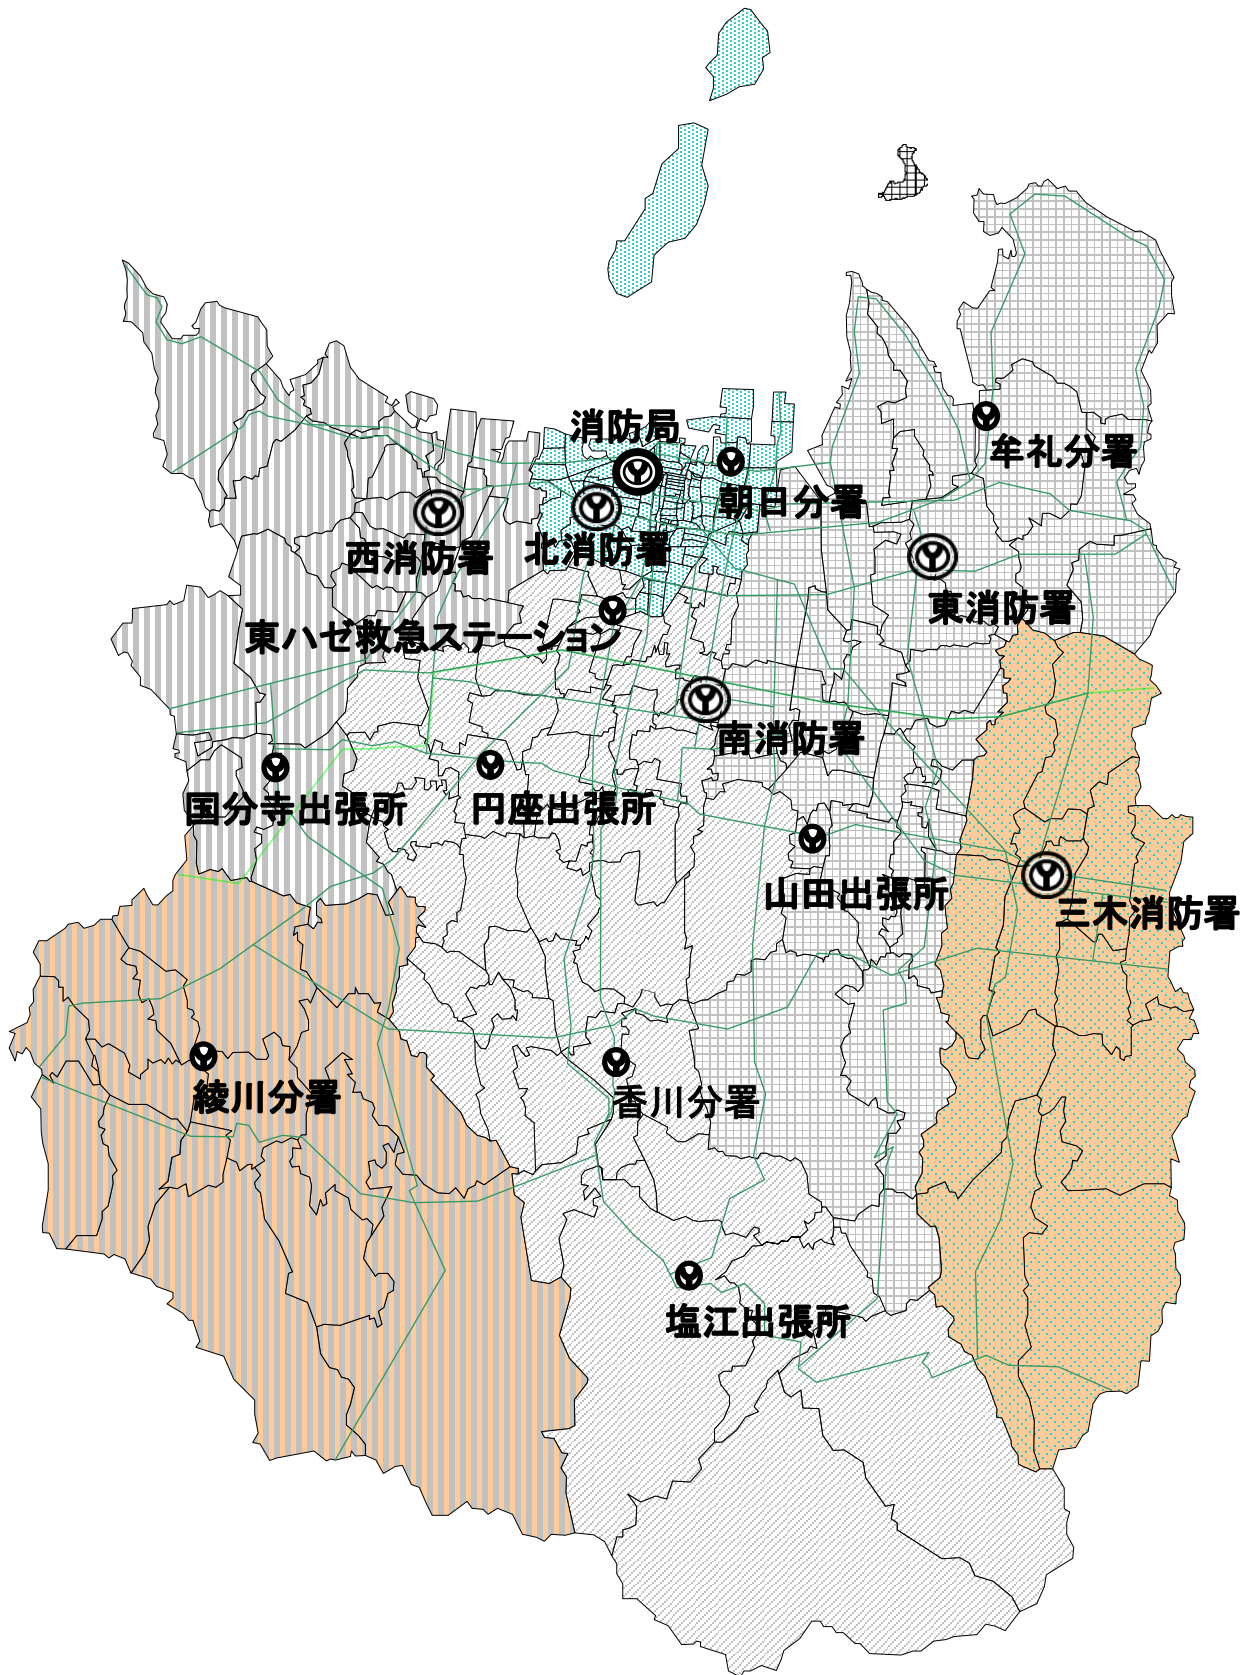 消防局
牟礼分署
朝日分署
西消防署
北消防署
東消防署
東ハゼ救急ステーション
南消防署
国分寺出張所
円座出張所
山田出張所
三木消防署
綾川分署
香川分署
塩江出張所